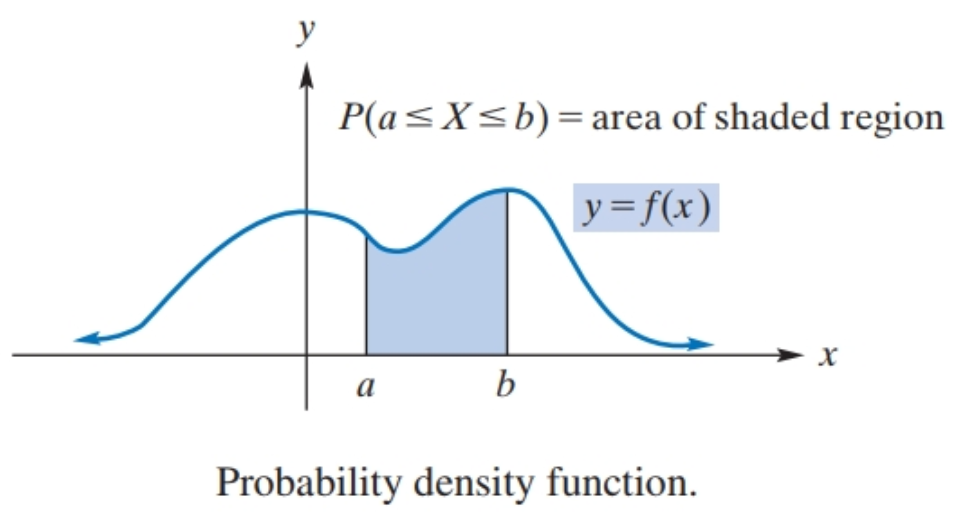 y
P(a ≤ X ≤ b) = area of shaded region
y = f(x)
x
a
b
Probability density function.